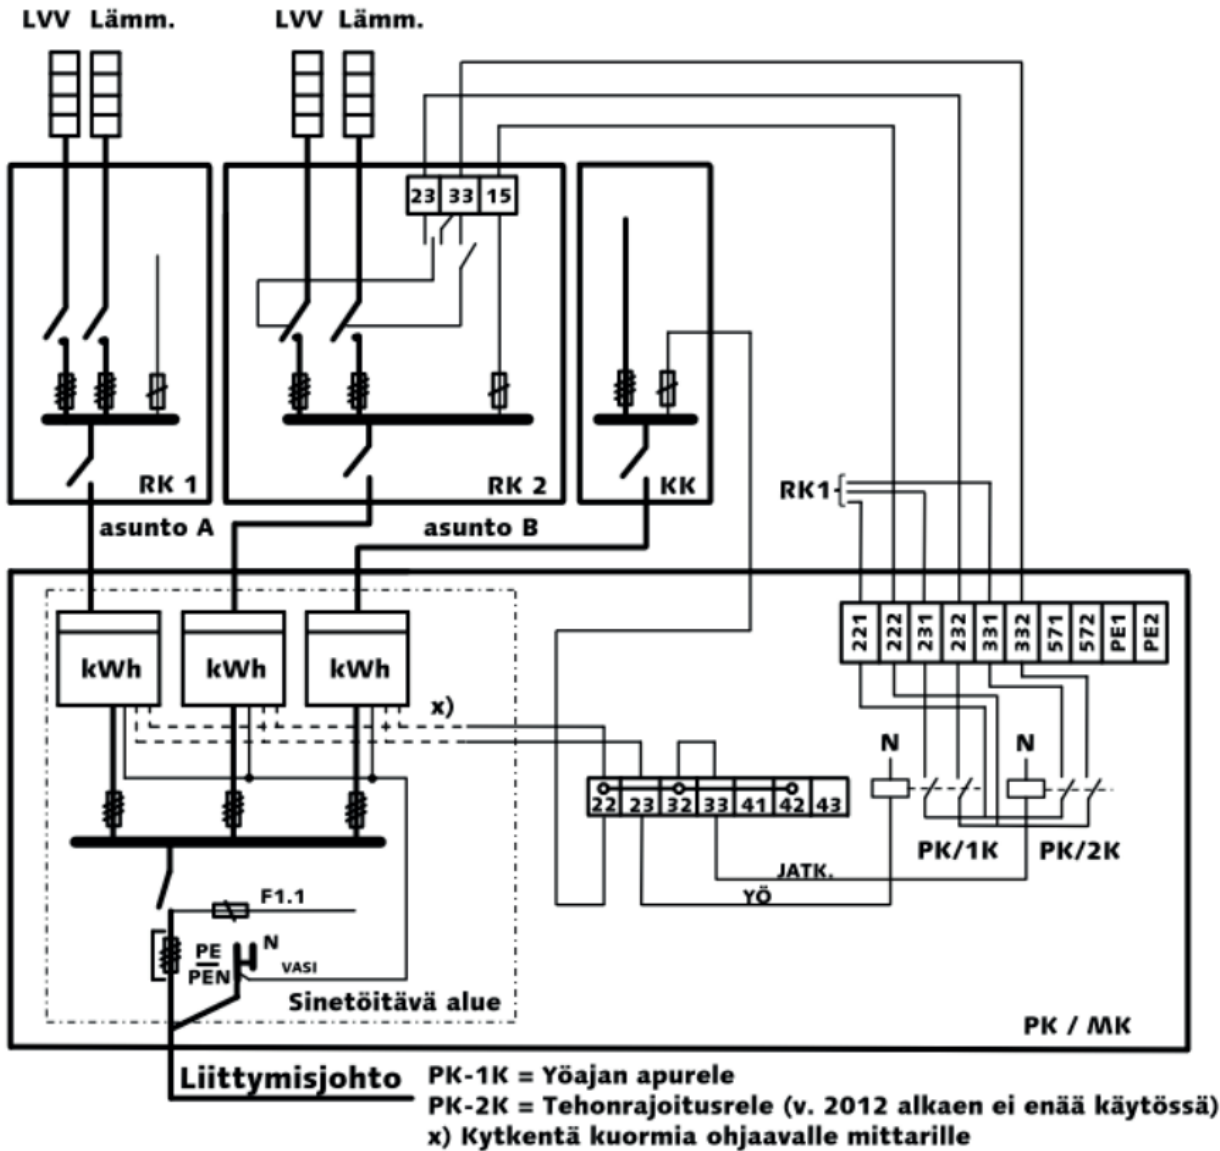 LVV Lämm. LVV Lämm.
23 33 15
RK 1 RK 2 KK
RK1
asunto A asunto B
221 222 231 232 331 332 571 572 PE1 PE2
kWh kWh kWh
x)
N N
22 23 32 33 41 42 43
PK/1K PK/2K
JATK.
YÖ
F1.1
PE
PEN
N
VASI
Sinetöitävä alue
PK / MK
Liittymisjohto
PK-1K = Yöajan apurele
PK-2K = Tehonrajoitusrele (v. 2012 alkaen ei enää käytössä)
x) Kytkentä kuormia ohjaavalle mittarille